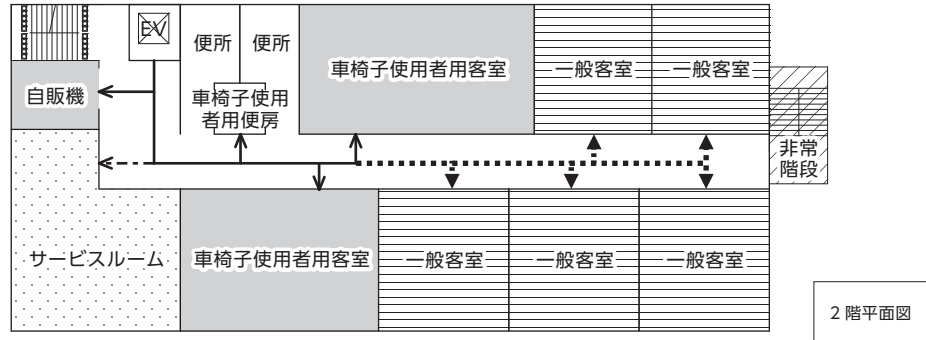 EV
便所
便所
車椅子使用者用客室
一般客室
一般客室
自販機
車椅子使用
者用便房
非常
階段
サービスルーム
車椅子使用者用客室
一般客室
一般客室
一般客室
2階平面図